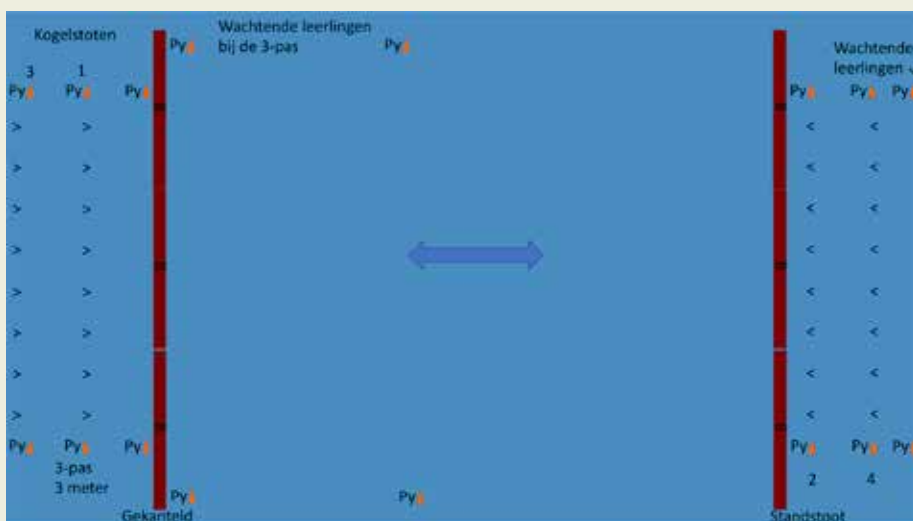 Kogelstoten
Wachtende leerlingen
bij de 3-pas
Py
Py
Wachtende
leerlingen
3 1
Py Py Py
Py Py Py
> > < <
> > < <
> > < <
> > < <
> > < <
> > < <
> > < <
> > < <
Py Py Py
Py Py Py
3-pas
3 meter
2 4
Py
Py
Gekanteld
Standstoot